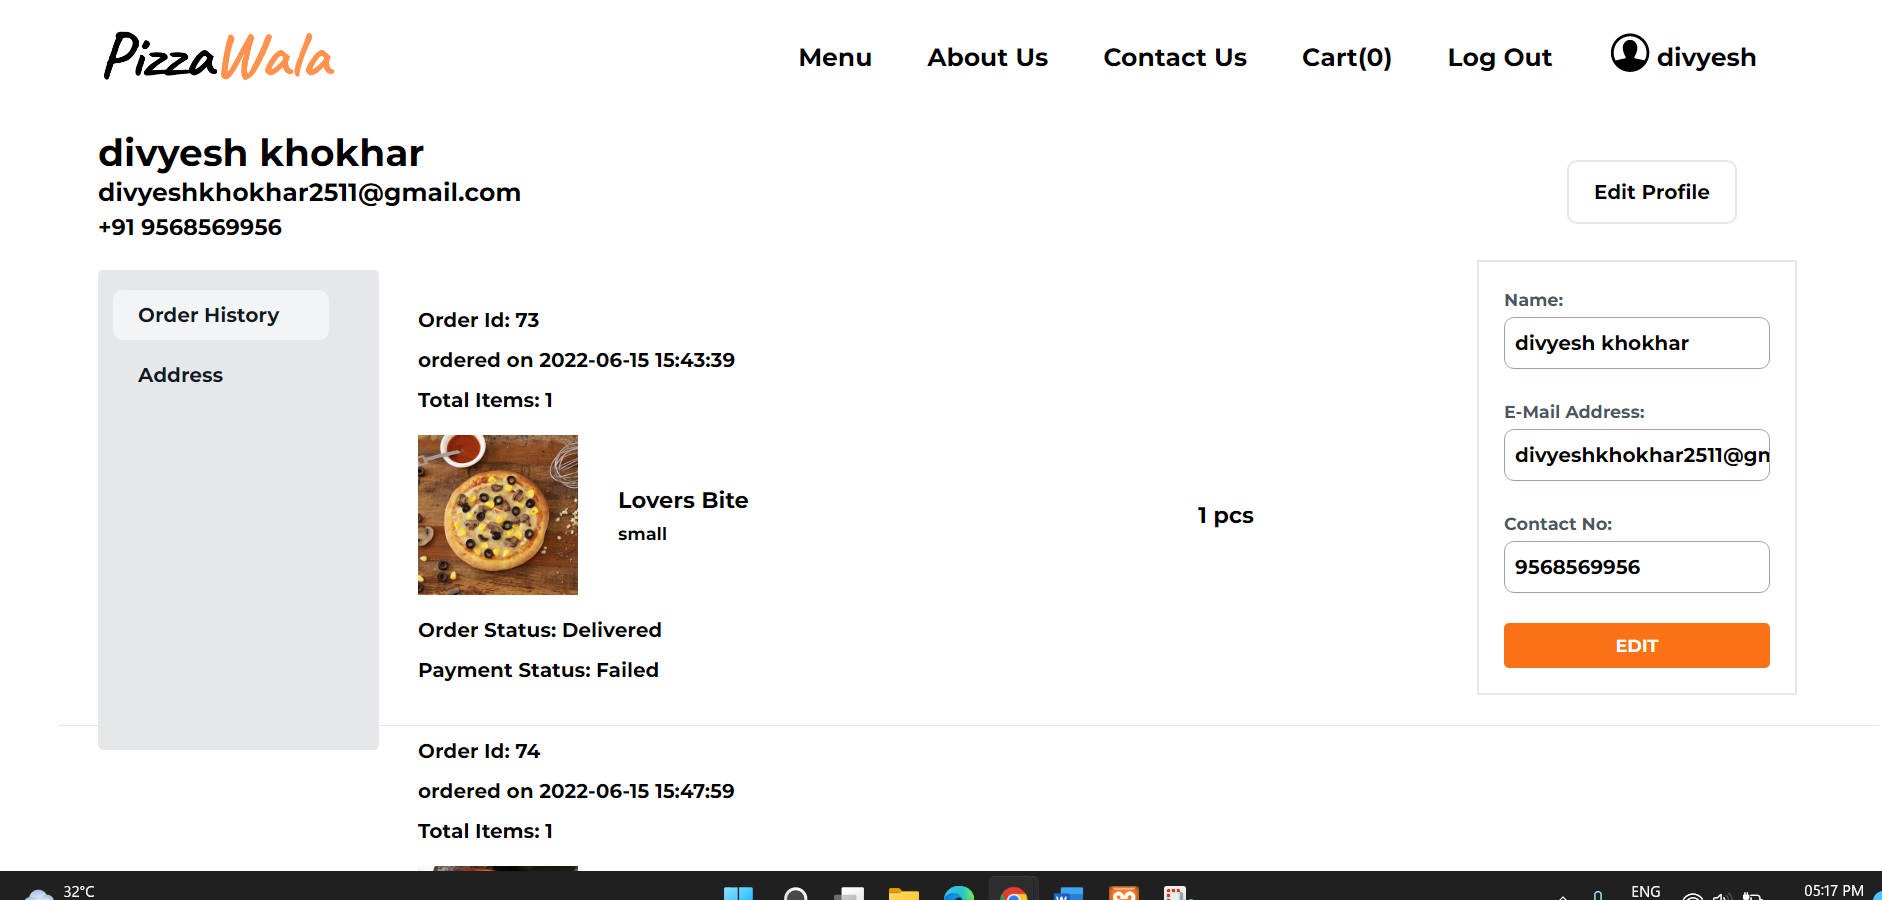 PizzaWala
Menu
About Us
Contact Us
Cart(0)
Log Out
divyesh
divyesh khokhar
divyeshkhokhar2511@gmail.com
+91 9568569956
Edit Profile
Order History
Address
Order Id: 73
ordered on 2022-06-15 15:43:39
Total Items: 1
Lovers Bite
small
1 pcs
Order Status: Delivered
Payment Status: Failed
Order Id: 74
ordered on 2022-06-15 15:47:59
Total Items: 1
Name:
divyesh khokhar
E-Mail Address:
divyeshkhokhar2511@gm
Contact No:
9568569956
EDIT
32°C
ENG
05:17 PM